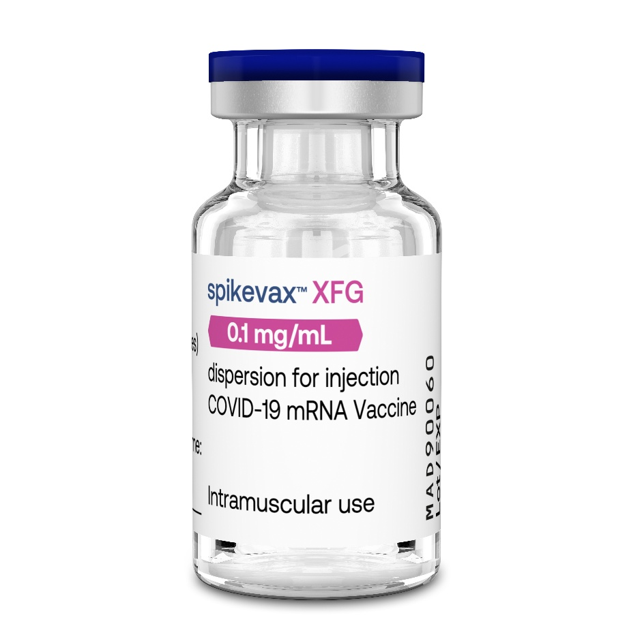 spikevax™ XFG
0.1 mg/mL
dispersion for injection
COVID-19 mRNA Vaccine
Intramuscular use
MAD90060
Lot/EXP